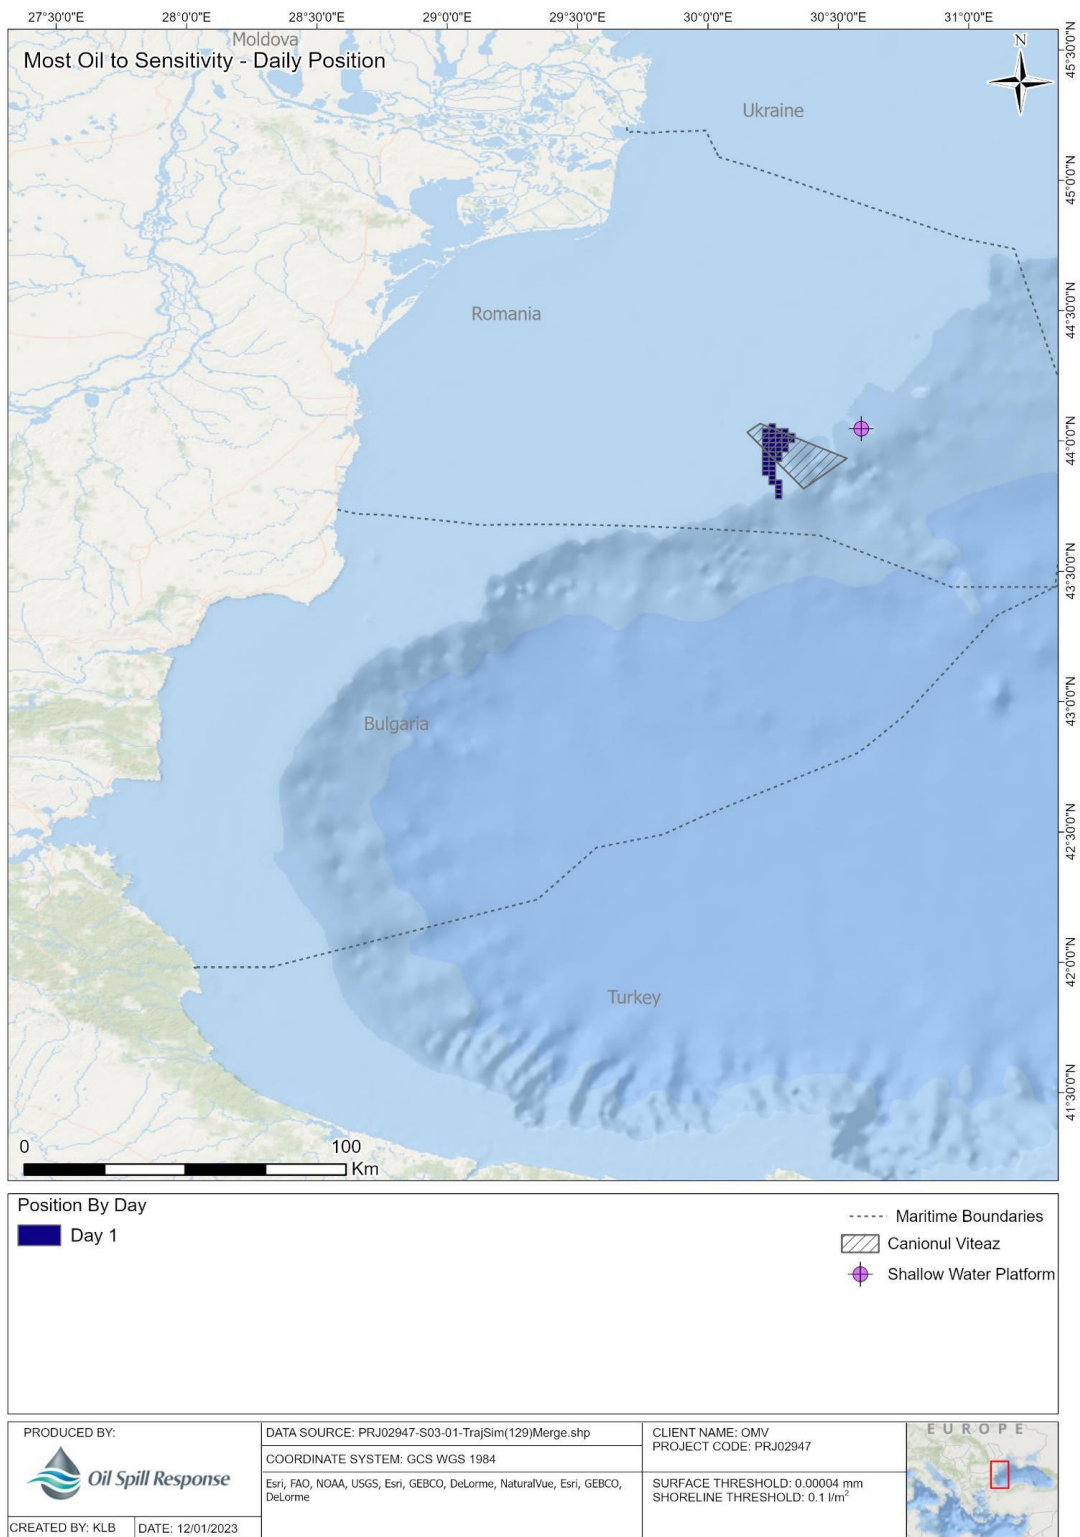 27°30'0"E 28°0'0"E 28°30'0"E 29°0'0"E 29°30'0"E 30°0'0"E 30°30'0"E 31°0'0"E
Moldova
Most Oil to Sensitivity - Daily Position
N
45°30'0"N
Ukraine
45°0'0"N
Romania
44°30'0"N
44°0'0"N
43°30'0"N
43°0'0"N
Bulgaria
42°30'0"N
42°0'0"N
Turkey
41°30'0"N
0 100
Km
Position By Day
Day 1
Maritime Boundaries
Canionul Viteaz
Shallow Water Platform
PRODUCED BY:
Oil Spill Response
CREATED BY: KLB
DATE: 12/01/2023
DATA SOURCE: PRJ02947-S03-01-TrajSim(129)Merge.shp
COORDINATE SYSTEM: GCS WGS 1984
Esri, FAO, NOAA, USGS, Esri, GEBCO, DeLorme, NaturalVue, Esri, GEBCO,
DeLorme
CLIENT NAME: OMV
PROJECT CODE: PRJ02947
SURFACE THRESHOLD: 0.00004 mm
SHORELINE THRESHOLD: 0.1 l/m²
EUROPE